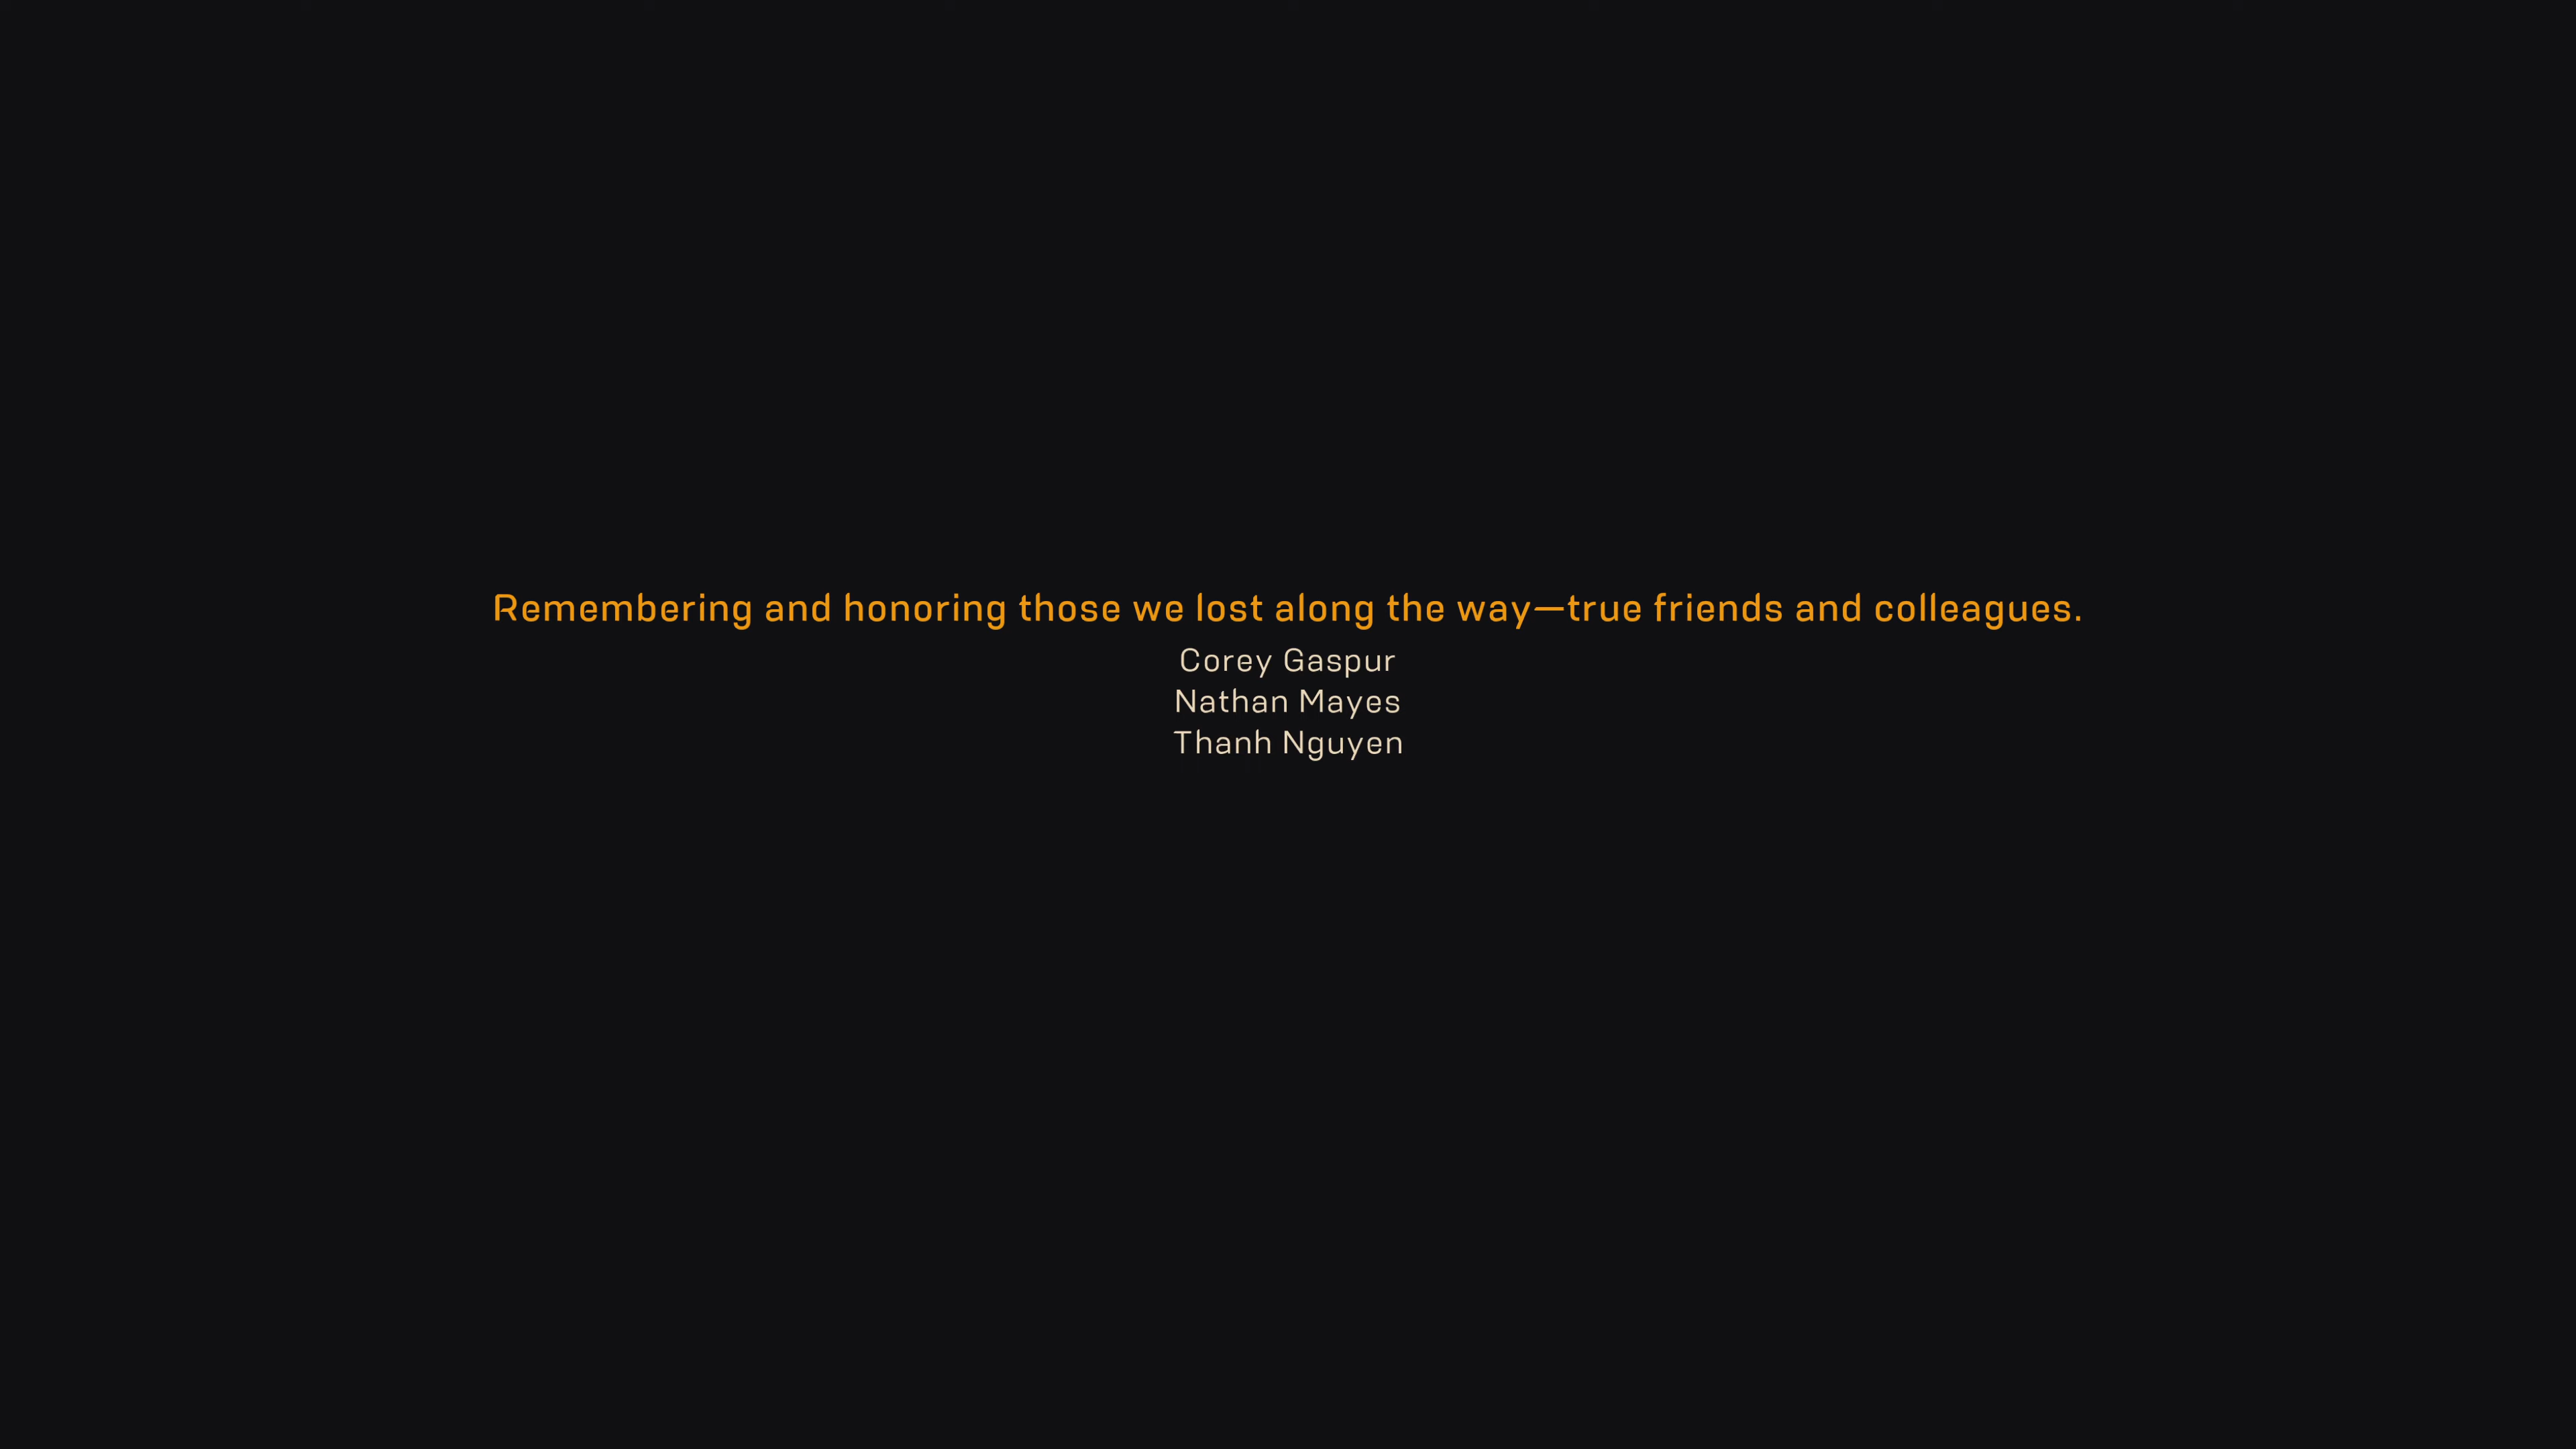 Remembering and honoring those we lost along the way—true friends and colleagues.
Corey Gaspur
Nathan Mayes
Thanh Nguyen